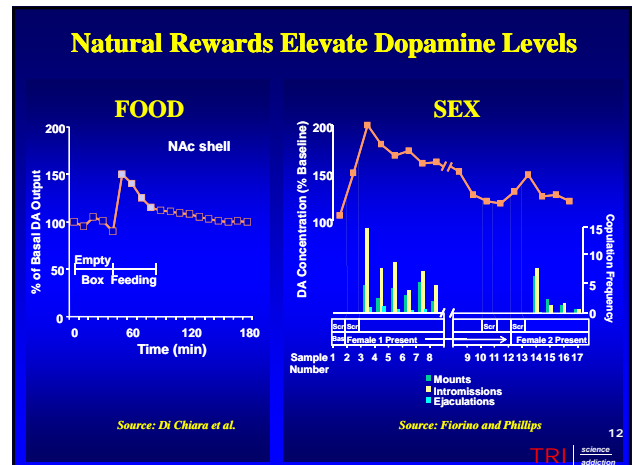 Natural Rewards Elevate Dopamine Levels
FOOD
200
150
100
50
0
% of Basal DA Output
NAc shell
Empty
Box Feeding
0 60 120 180
Time (min)
Source: Di Chiara et al.
SEX
200
150
100
DA Concentration (% Baseline)
15
10
5
0
Copulation Frequency
Scr Scr Scr Scr
Bas Female 1 Present Female 2 Present
Sample 1 2 3 4 5 6 7 8 9 10 11 12 13 14 15 16 17
Number
Mounts
Intromissions
Ejaculations
Source: Fiorino and Phillips
12
TRI science
addiction